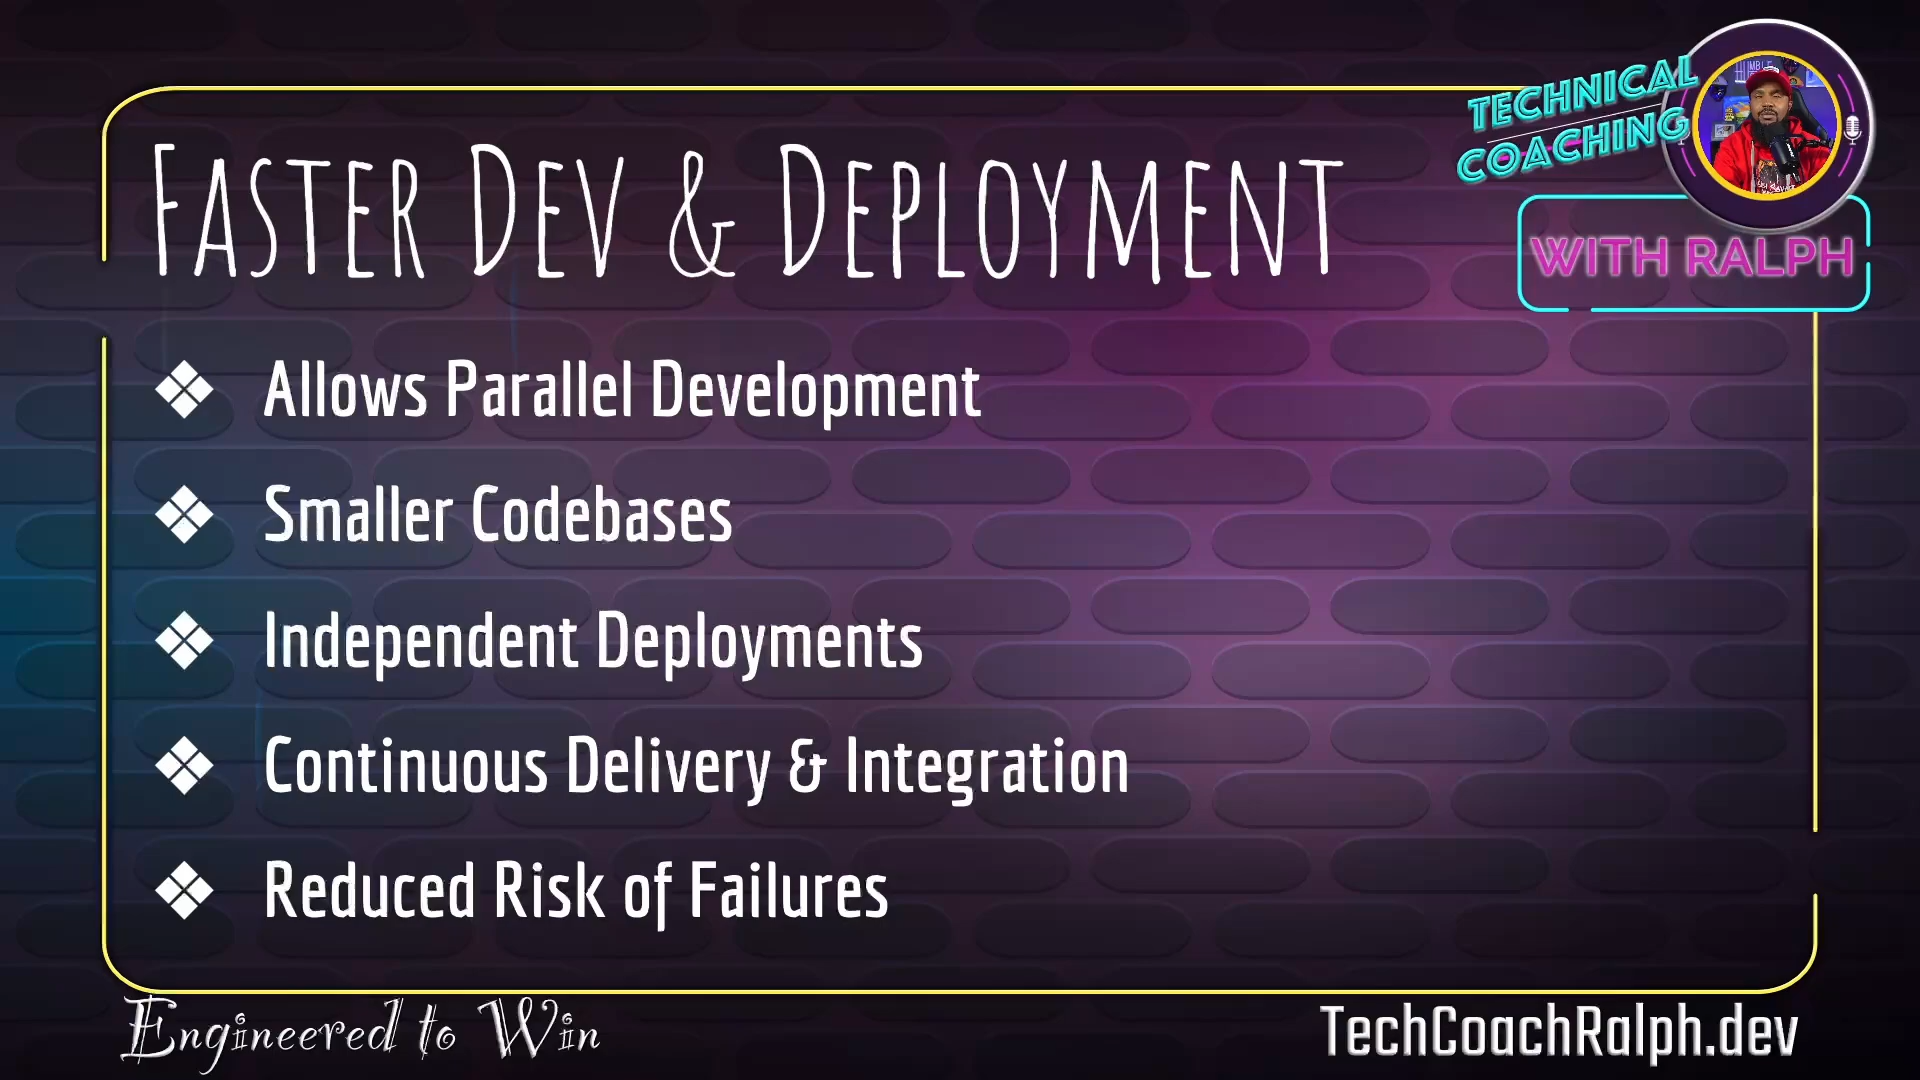 Faster Dev & Deployment
TECHNICAL
COACHING
WITH RALPH
❖ Allows Parallel Development
❖ Smaller Codebases
❖ Independent Deployments
❖ Continuous Delivery & Integration
❖ Reduced Risk of Failures
Engineered to Win
TechCoachRalph.dev